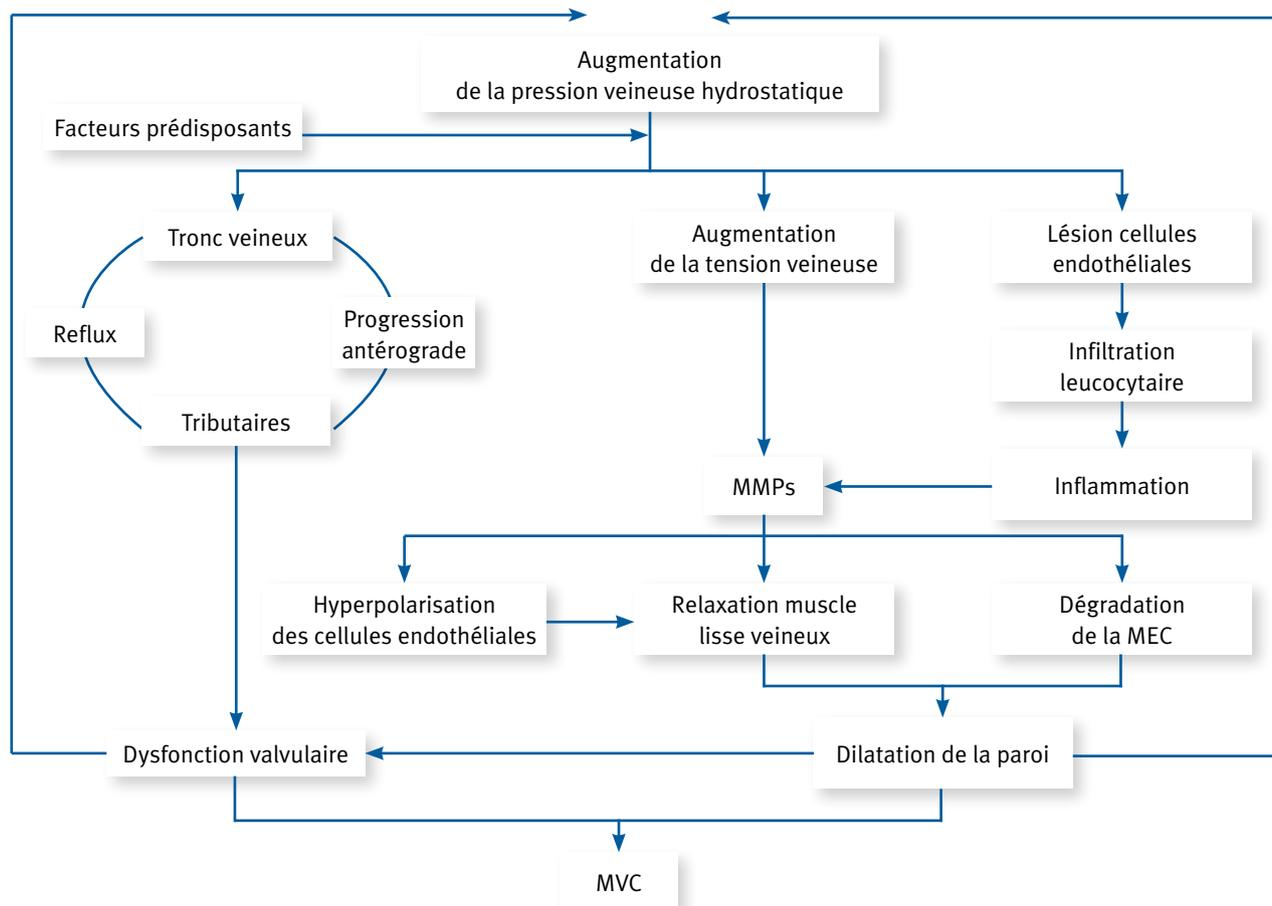 Augmentation
de la pression veineuse hydrostatique
Facteurs prédisposants
Tronc veineux
Augmentation
de la tension veineuse
Lésion cellules
endothéliales
Reflux
Progression
antérograde
Infiltration
leucocytaire
Tributaires
MMPs
Inflammation
Hyperpolarisation
des cellules endothéliales
Relaxation muscle
lisse veineux
Dégradation
de la MEC
Dysfonction valvulaire
Dilatation de la paroi
MVC